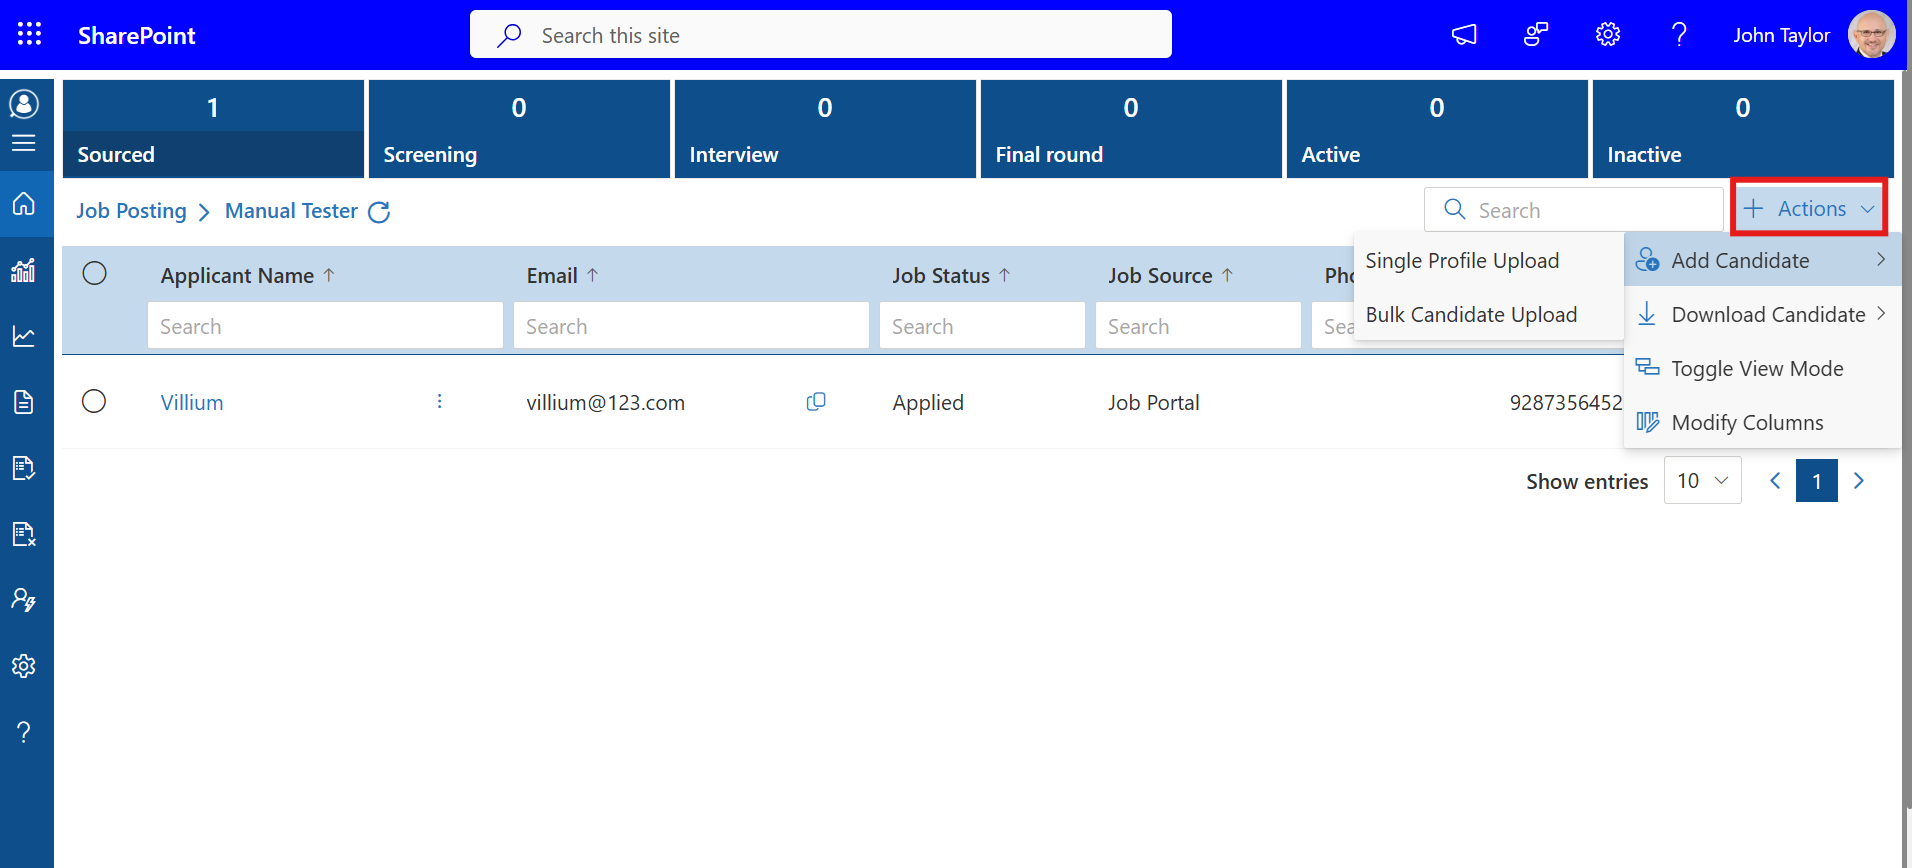 SharePoint
Search this site
John Taylor
1
Sourced
0
Screening
0
Interview
0
Final round
0
Active
0
Inactive
Job Posting > Manual Tester
Search
+ Actions
Single Profile Upload
Bulk Candidate Upload
Add Candidate
Download Candidate
Toggle View Mode
Modify Columns
Applicant Name ↑ Email ↑ Job Status ↑ Job Source ↑
Search Search Search Search
Villium villium@123.com Applied Job Portal 9287356452
Show entries 10 < 1 >